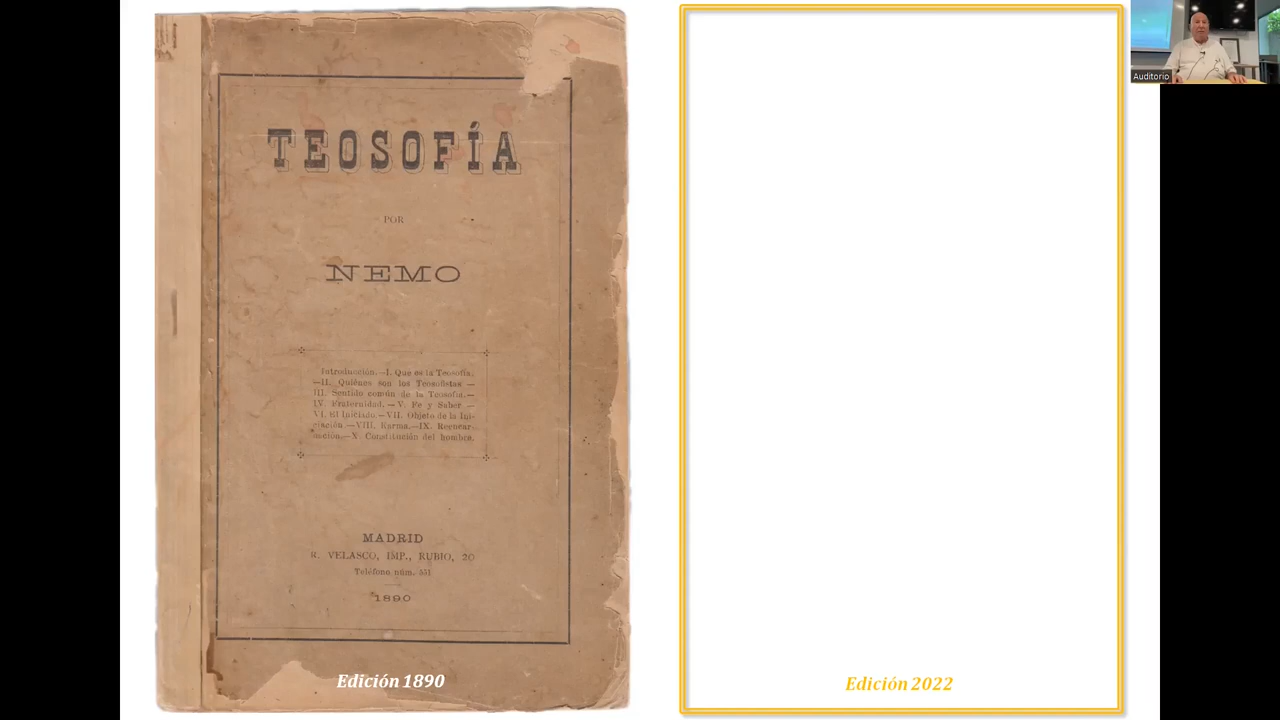 TEOSOFÍA
POR
NEMO
Introducción.—I. Que es la Teosofía.
—II. Quiénes son los Teosofistas —
III. Sentido común de la Teosofía.—
IV. Fraternidad.—V. Fe y Saber —
VI. El Iniciado.—VII. Objeto de la Ini-
ciación —VIII. Karma.—IX. Reencar-
nación.—X. Constitución del hombre.
MADRID
R. VELASCO, IMP., RUBIO, 20
Teléfono núm. 551
1890
Edición 1890
Edición 2022
Auditorio